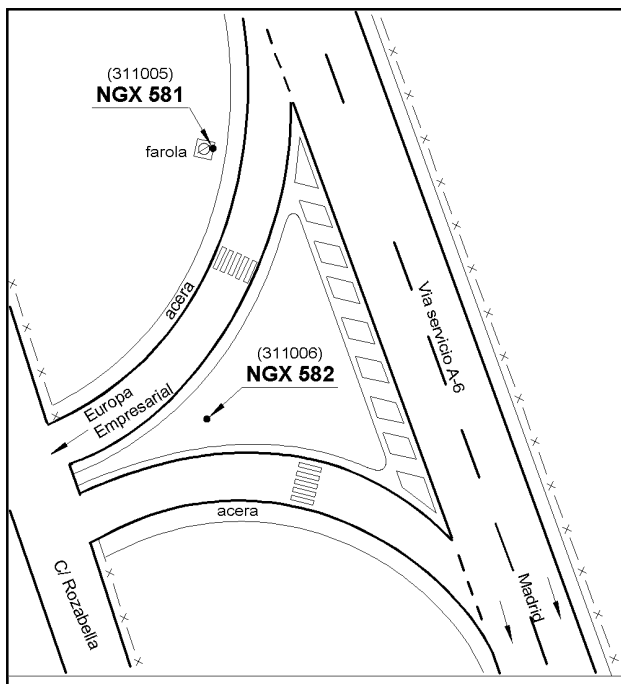 (311005)
NGX 581
farola
acera
Vía servicio A-6
(311006)
NGX 582
Europa
Empresarial
acera
C/ Rozabella
Madrid